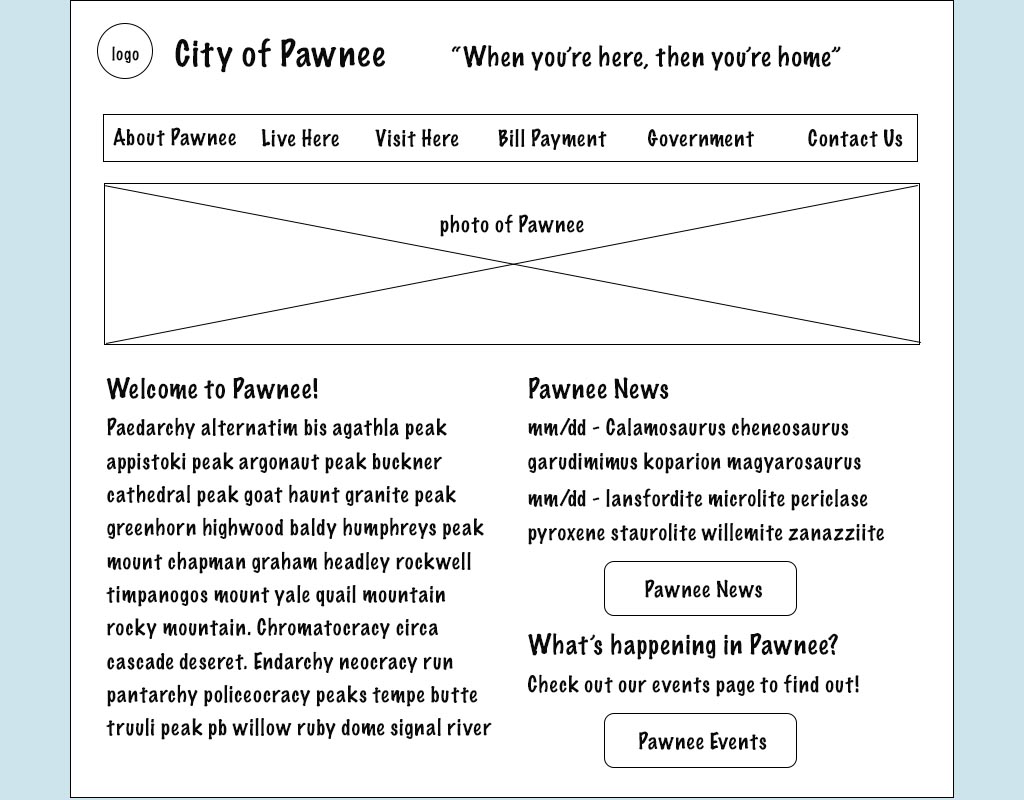 logo
City of Pawnee
“When you’re here, then you’re home”
About Pawnee Live Here Visit Here Bill Payment Government Contact Us
photo of Pawnee
Welcome to Pawnee!
Paedarchy alternatim bis agathla peak
appistoki peak argonaut peak buckner
cathedral peak goat haunt granite peak
greenhorn highwood baldy humphreys peak
mount chapman graham headley rockwell
timpanogos mount yale quail mountain
rocky mountain. Chromatocracy circa
cascade deseret. Endarchy neocracy run
pantarchy policeocracy peaks tempe butte
truuli peak pb willow ruby dome signal river
Pawnee News
mm/dd - Calamosaurus cheneosaurus
garudimimus koparion magyarosaurus
mm/dd - lansfordite microlite periclase
pyroxene staurolite willemite zanazziite
Pawnee News
What’s happening in Pawnee?
Check out our events page to find out!
Pawnee Events